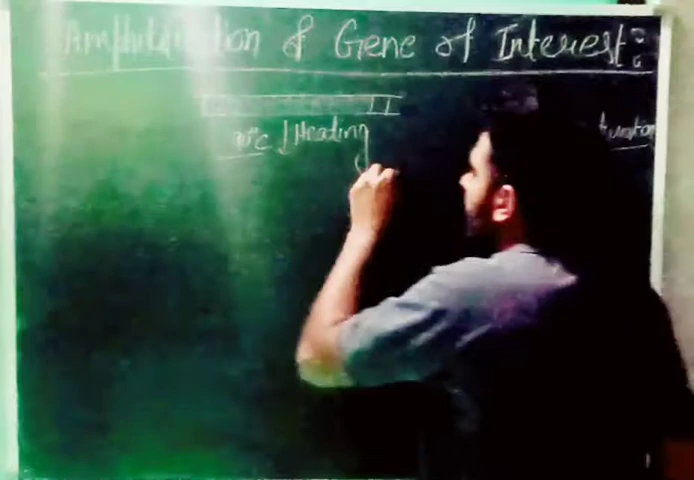 Amplification of Gene of Interest:
Heating